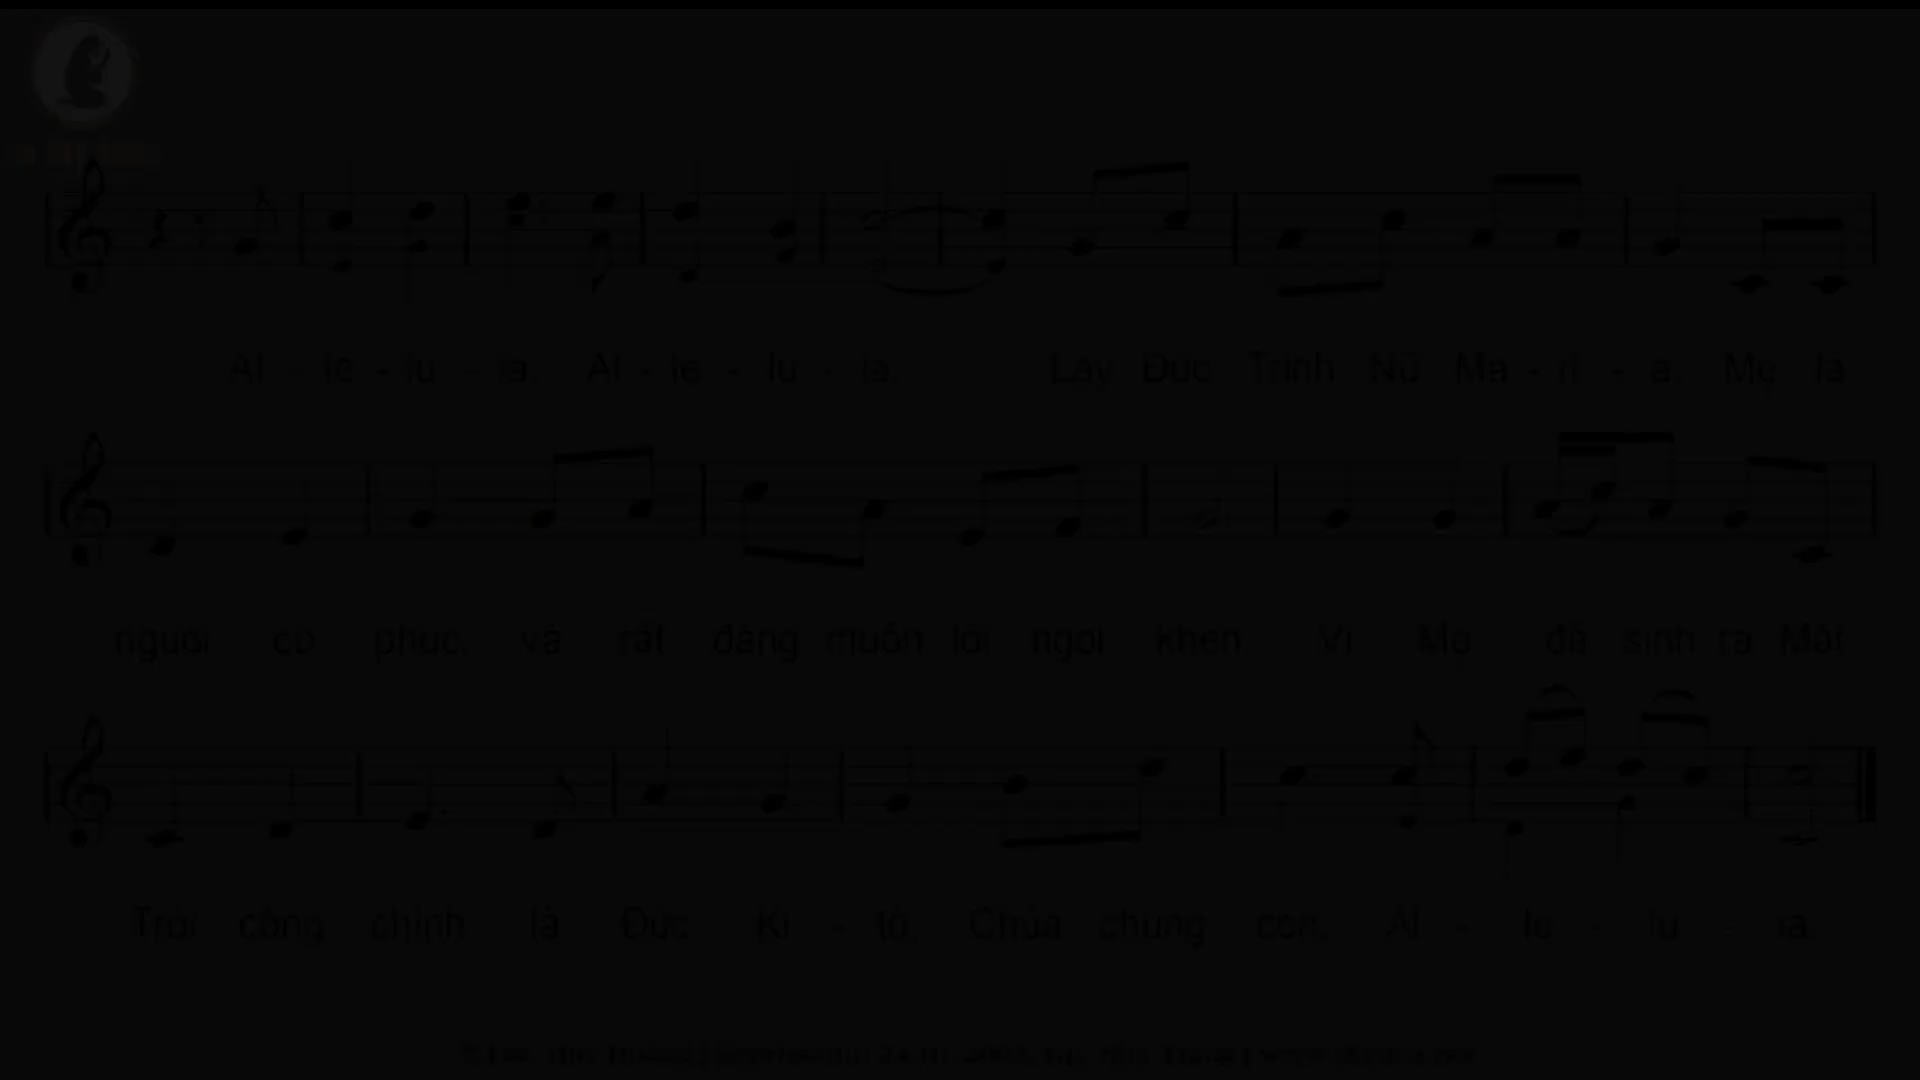 Al - le - lu - ia. Al - le - lu - ia. Lạy Đức Trinh Nữ Ma - ri - a. Mẹ là
người có phúc, và rất đáng muôn lời ngợi khen. Vì Mẹ đã sinh ra Mặt
Trời công chính là Đức Ki - tô, Chúa chúng con. Al - le - lu - ia.